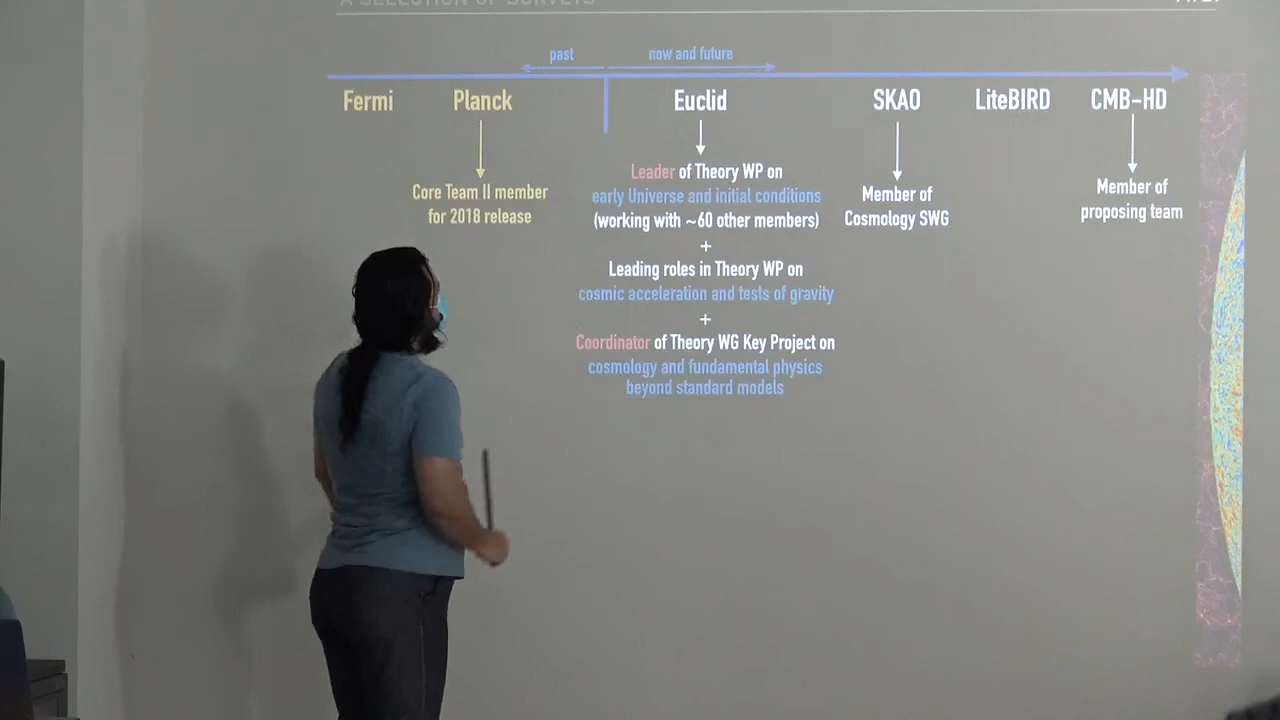 A SELECTION OF SURVEYS
past
now and future
Fermi
Planck
Euclid
SKAO
LiteBIRD
CMB-HD
Core Team II member
for 2018 release
Leader of Theory WP on
early Universe and initial conditions
(working with ~60 other members)
+
Leading roles in Theory WP on
cosmic acceleration and tests of gravity
+
Coordinator of Theory WG Key Project on
cosmology and fundamental physics
beyond standard models
Member of
Cosmology SWG
Member of
proposing team